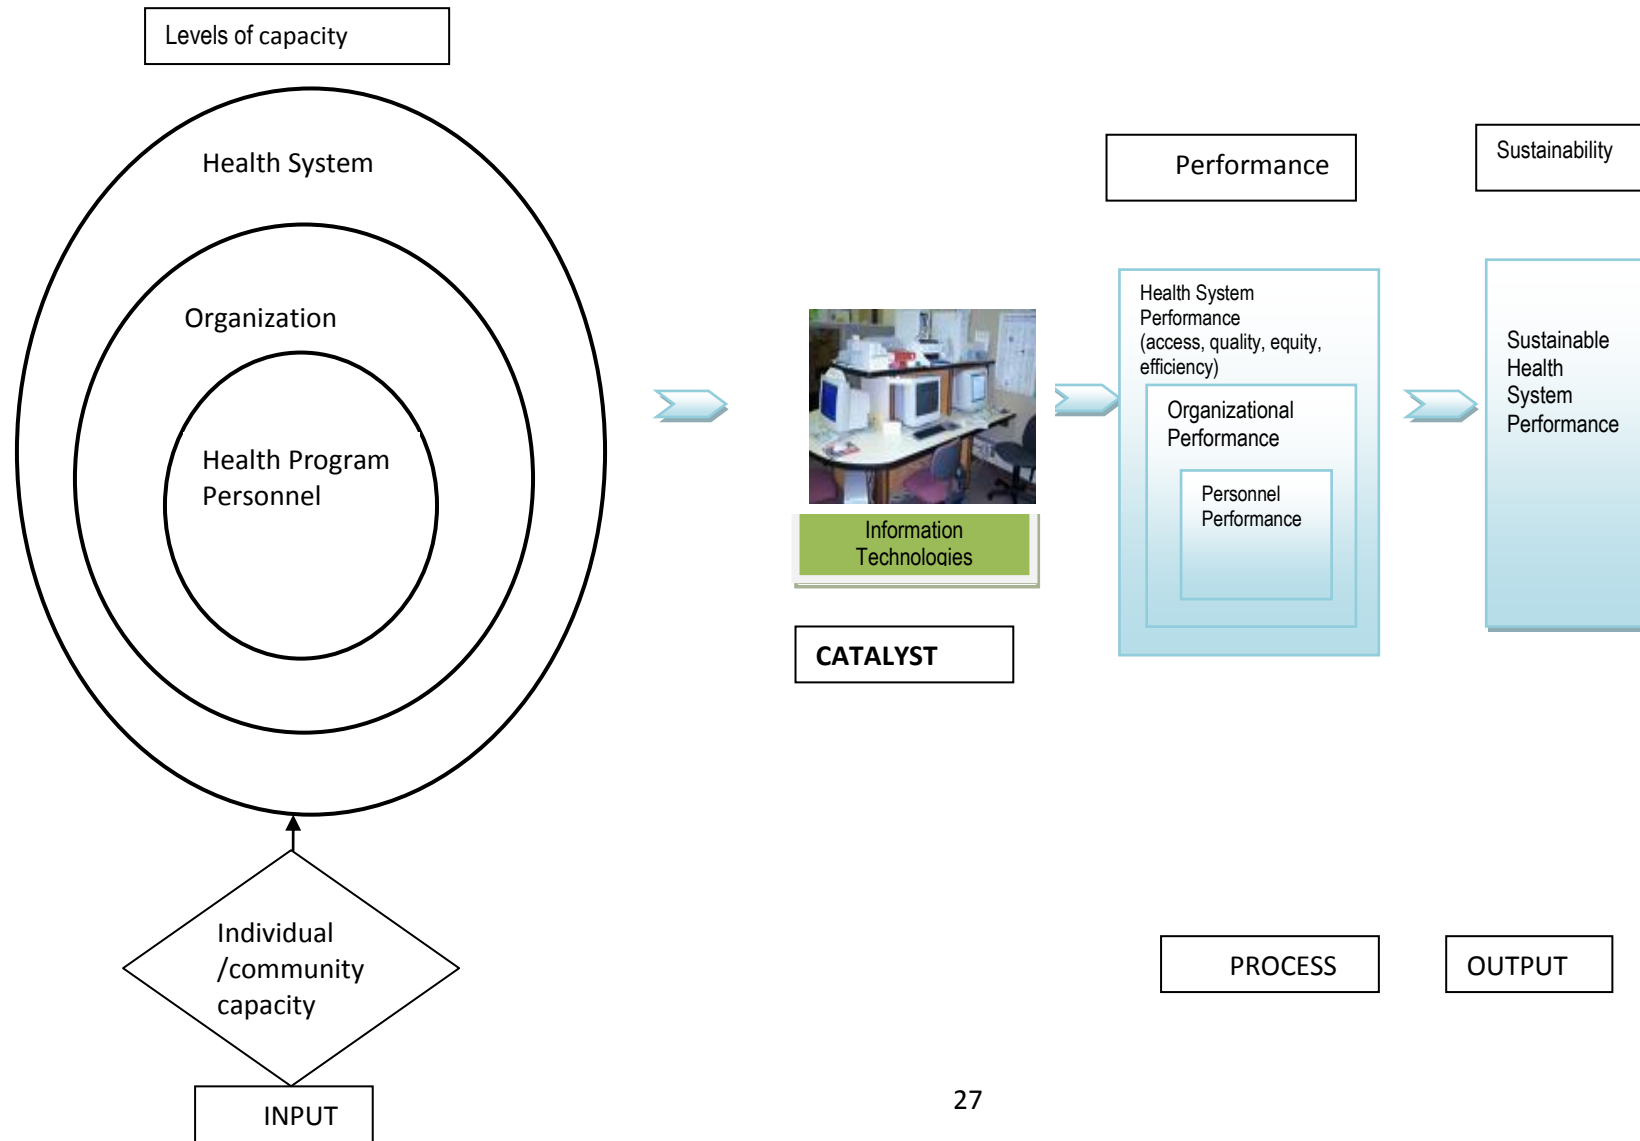 Levels of capacity
Health System
Organization
Health Program
Personnel
Individual
/community
capacity
INPUT
Information
Technologies
CATALYST
Performance
Health System
Performance
(access, quality, equity,
efficiency)
Organizational
Performance
Personnel
Performance
PROCESS
Sustainability
Sustainable
Health
System
Performance
OUTPUT
27